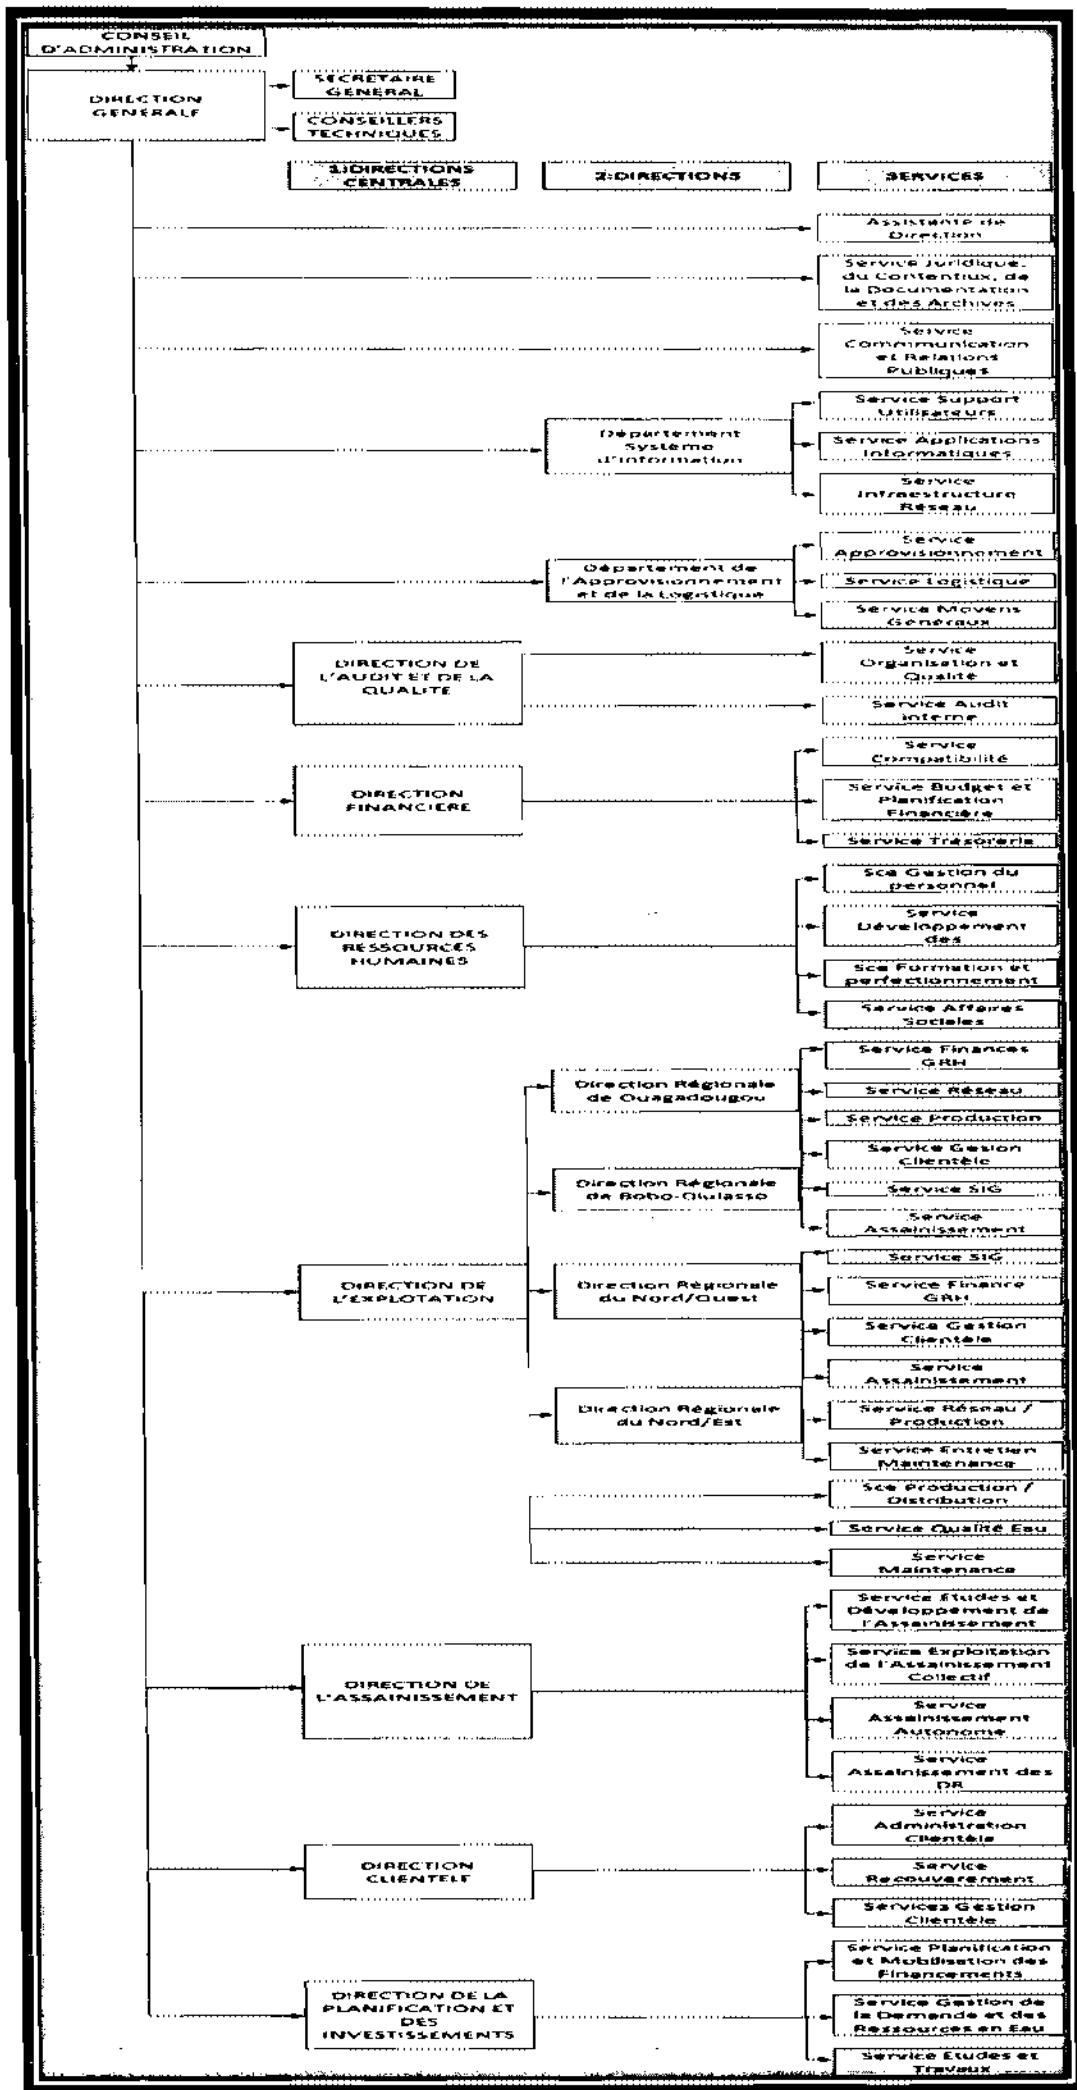 CONSEIL
D'ADMINISTRATION
DIRECTION
GENERALE
SECRETAIRE
GENERAL
CONSEILLERS
TECHNIQUES
1:DIRECTIONS
CENTRALES
2:DIRECTIONS
SERVICES
Assistante de
Direction
Service Juridique,
du Contentiux, de
la Documentation
et des Archives
Service
Commmunication
et Relations
Publiques
Département
Système
d'information
Service Support
Utilisateurs
Service Applications
Informatiques
Service
Infraestructure
Réseau
Département de
l'Approvisionnement
et de la Logistique
Service
Approvisionnement
Service Logistique
Service Moyens
Généraux
DIRECTION DE
L'AUDIT ET DE LA
QUALITE
Service
Organisation et
Qualité
Service Audit
interne
DIRECTION
FINANCIERE
Service
Compatibilité
Service Budget et
Planification
Financière
Service Trésorerie
DIRECTION DES
RESSOURCES
HUMAINES
Sce Gestion du
personnel
Service
Développement
des
Sce Formation et
perfectionnement
Service Affaires
Sociales
DIRECTION DE
L'EXPLOTATION
Direction Régionale
de Ouagadougou
Direction Régionale
de Bobo-Diulasso
Service Finances
GRH
Service Réseau
Service Production
Service Gesion
Clientèle
Service SIG
Service
Assainissement
Direction Régionale
du Nord/Ouest
Direction Régionale
du Nord/Est
Service SIG
Service Finance
GRH
Service Gestion
Clientèle
Service
Assainissement
Service Réseau /
Production
Service Entretien
Maintenance
Sce Production /
Distribution
Service Qualité Eau
Service
Maintenance
DIRECTION DE
L'ASSAINISSEMENT
Service Etudes et
Développement de
l'Assainissement
Service Exploitation
de l'Assainissement
Collectif
Service
Assainissement
Autonome
Service
Assainissement des
DR
DIRECTION
CLIENTELE
Service
Administration
Clientèle
Service
Recouvrement
Services Gestion
Clientèle
DIRECTION DE LA
PLANIFICATION ET
DES
INVESTISSEMENTS
Service Planification
et Mobilisation des
Financements
Service Gestion de
la Demande et des
Ressources en Eau
Service Etudes et
Travaux